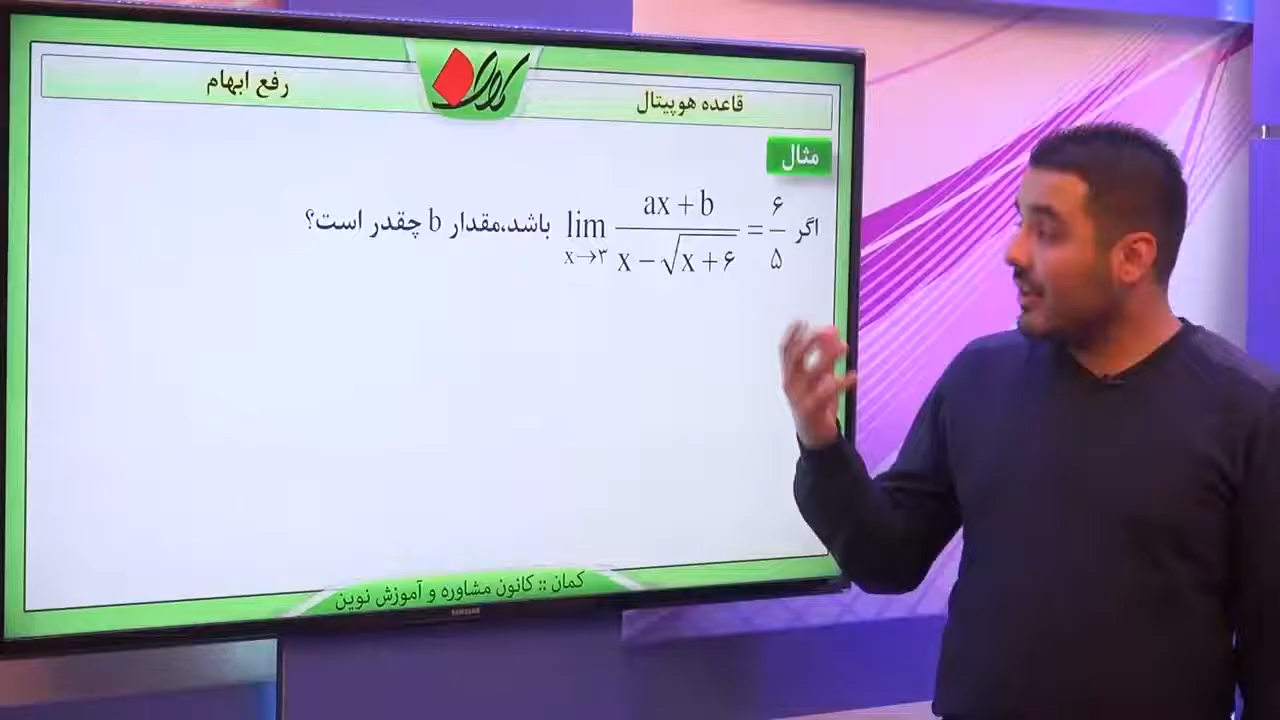 قاعده هوپیتال
رفع ابهام
مثال
اگر lim x→۳ (ax + b)/(x − √(x + ۶)) = ۶/۵ باشد،مقدار b چقدر است؟
کمان :: کانون مشاوره و آموزش نوین
SAMSUNG